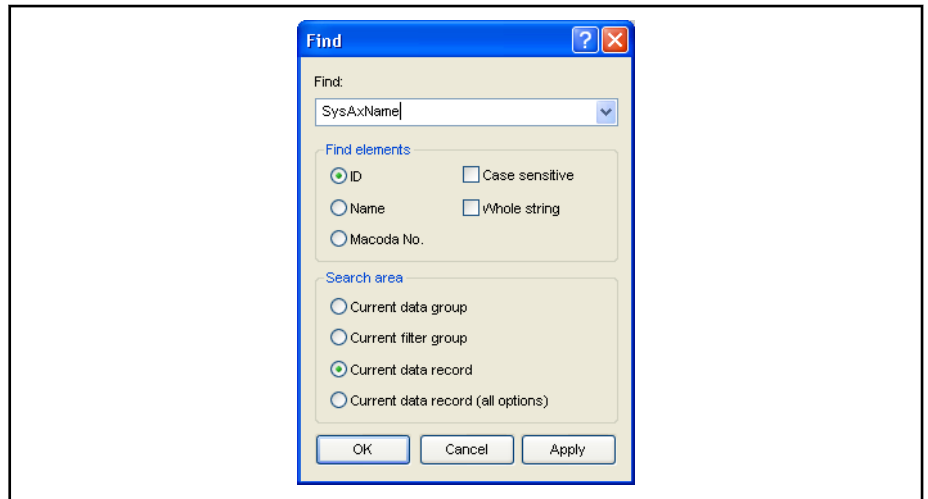 Find
Find:
SysAxName
Find elements
ID
Case sensitive
Name
Whole string
Macoda No.
Search area
Current data group
Current filter group
Current data record
Current data record (all options)
OK Cancel Apply